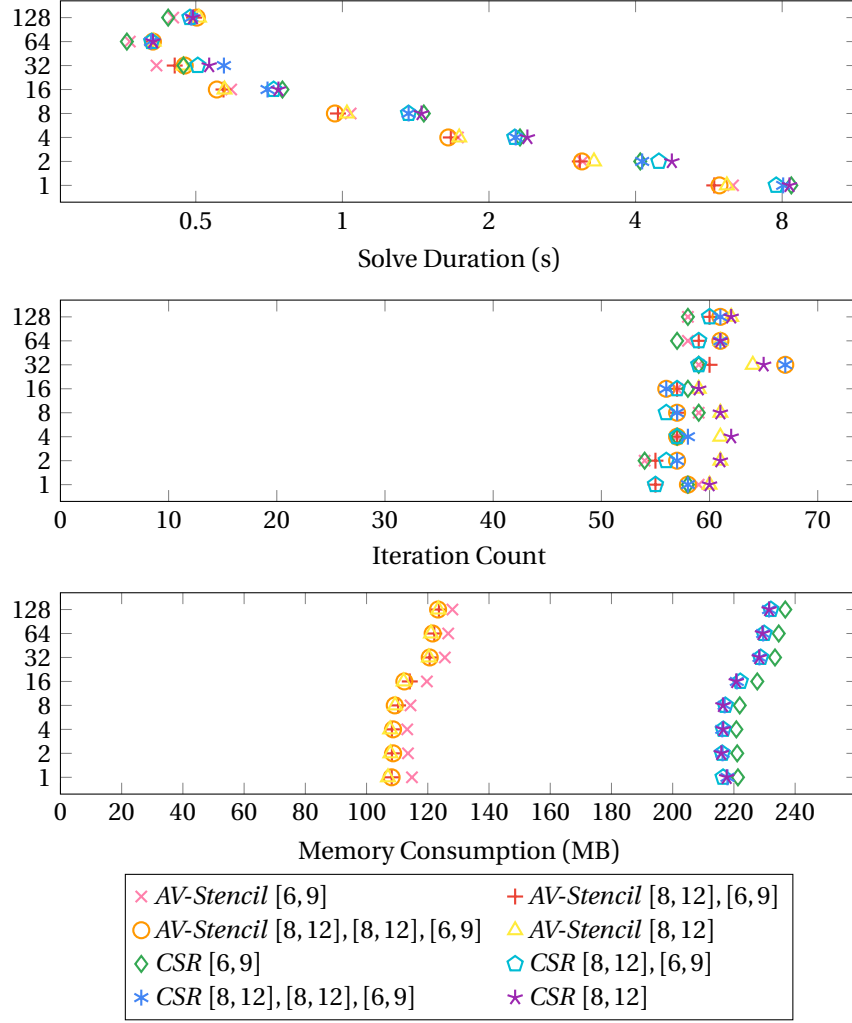 128
64
32
16
8
4
2
1
0.5 1 2 4 8
Solve Duration (s)
128
64
32
16
8
4
2
1
0 10 20 30 40 50 60 70
Iteration Count
128
64
32
16
8
4
2
1
0 20 40 60 80 100 120 140 160 180 200 220 240
Memory Consumption (MB)
AV-Stencil [6, 9] AV-Stencil [8, 12], [6, 9]
AV-Stencil [8, 12], [8, 12], [6, 9] AV-Stencil [8, 12]
CSR [6, 9] CSR [8, 12], [6, 9]
CSR [8, 12], [8, 12], [6, 9] CSR [8, 12]